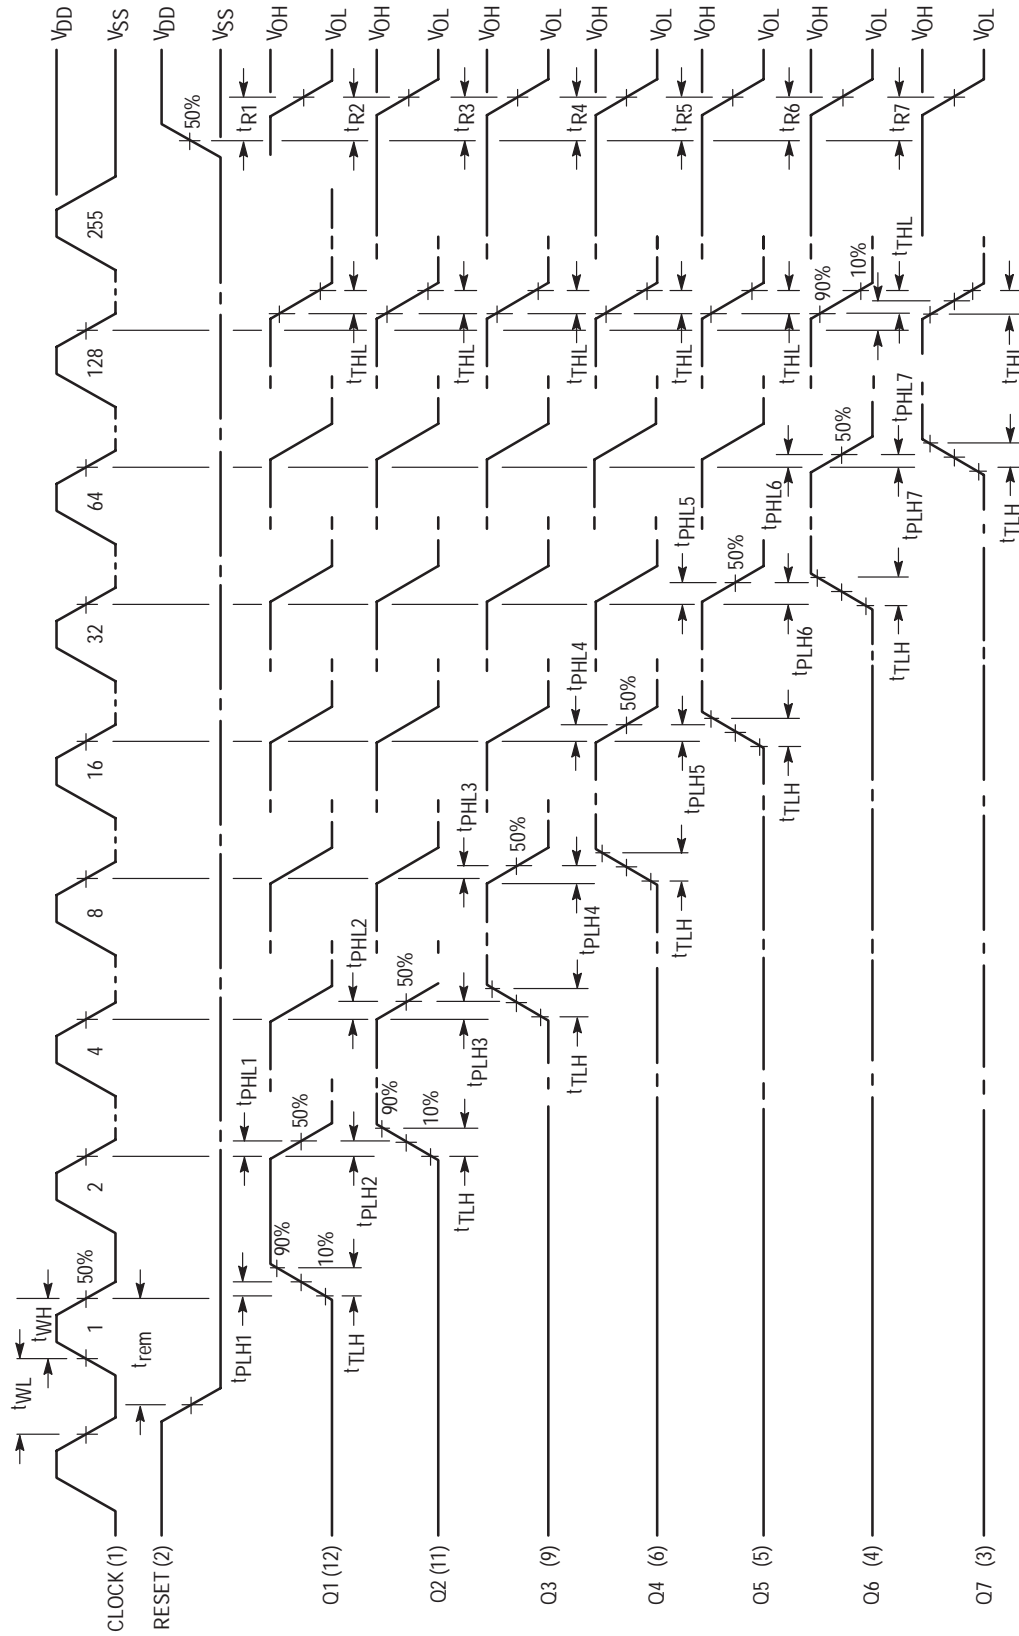 tWL
tWH
trem
50%
1
2
4
8
16
32
64
128
255
CLOCK (1)
VDD
VSS
RESET (2)
VDD
VSS
50%
tPLH1
tPHL1
tR1
Q1 (12)
90%
10%
50%
VOH
VOL
tTLH
tPLH2
tPHL2
tTHL
tR2
Q2 (11)
90%
10%
50%
VOH
VOL
tTLH
tPLH3
tPHL3
tTHL
tR3
Q3 (9)
50%
VOH
VOL
tTLH
tPLH4
tPHL4
tTHL
tR4
Q4 (6)
50%
VOH
VOL
tTLH
tPLH5
tPHL5
tTHL
tR5
Q5 (5)
50%
VOH
VOL
tTLH
tPLH6
tPHL6
tTHL
tR6
Q6 (4)
50%
90%
10%
VOH
VOL
tTLH
tPLH7
tPHL7
tTHL
tR7
Q7 (3)
VOH
VOL
tTLH
tTHL